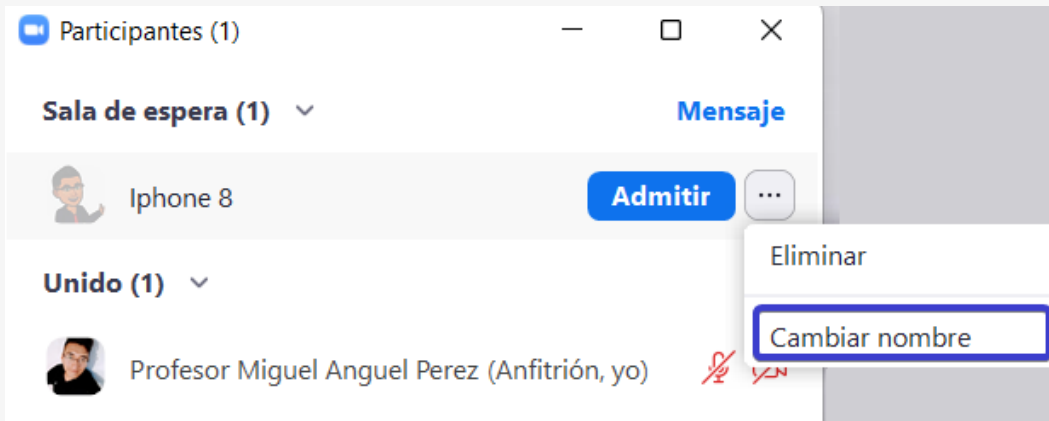 Participantes (1)
Sala de espera (1)
Mensaje
Iphone 8
Admitir
...
Eliminar
Unido (1)
Cambiar nombre
Profesor Miguel Anguel Perez (Anfitrión, yo)